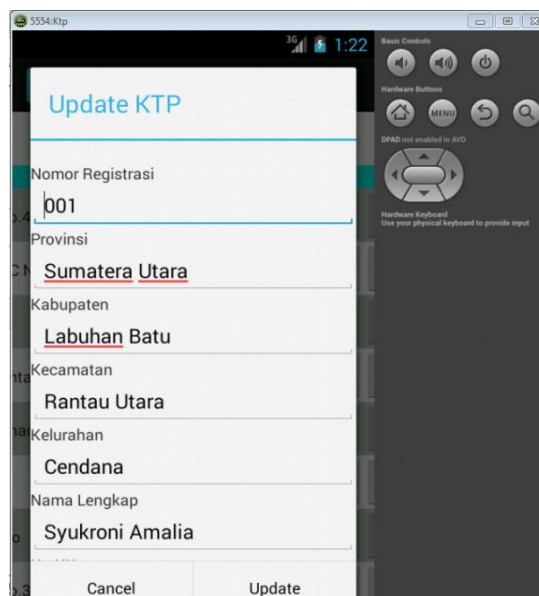 5554:Ktp
3G 1:22
Update KTP
Nomor Registrasi
001
Provinsi
Sumatera Utara
Kabupaten
Labuhan Batu
Kecamatan
Rantau Utara
Kelurahan
Cendana
Nama Lengkap
Syukroni Amalia
Cancel Update
Basic Controls
Hardware Buttons
MENU
DPAD not enabled in AVD
Hardware Keyboard
Use your physical keyboard to provide input